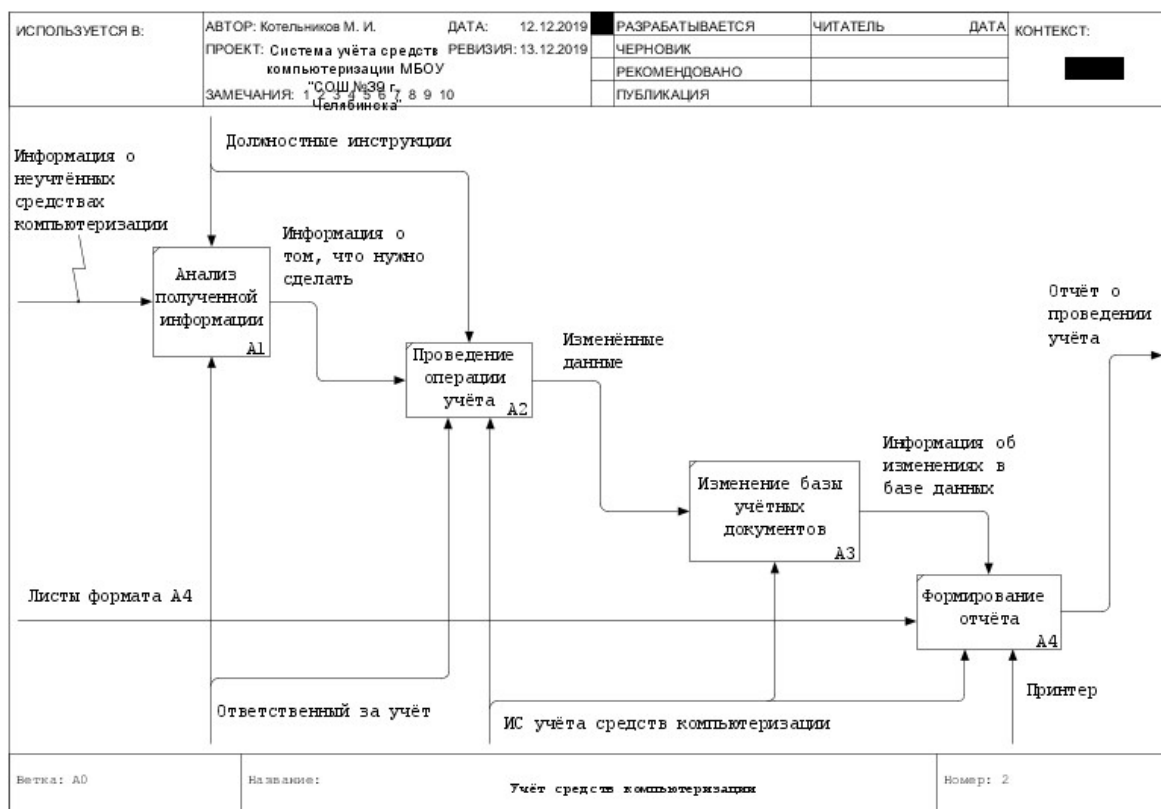 ИСПОЛЬЗУЕТСЯ В:
АВТОР: Котельников М. И.
ДАТА: 12.12.2019
РАЗРАБАТЫВАЕТСЯ
ЧИТАТЕЛЬ
ДАТА
КОНТЕКСТ:
ПРОЕКТ: Система учёта средств
компьютеризации МБОУ
"СОШ №39 г.
Челябинска"
РЕВИЗИЯ: 13.12.2019
ЧЕРНОВИК
РЕКОМЕНДОВАНО
ЗАМЕЧАНИЯ: 1 2 3 4 5 6 7 8 9 10
ПУБЛИКАЦИЯ
Должностные инструкции
Информация о
неучтённых
средствах
компьютеризации
Информация о
том, что нужно
сделать
Анализ
полученной
информации
A1
Отчёт о
проведении
учёта
Изменённые
данные
Проведение
операции
учёта
A2
Информация об
изменениях в
базе данных
Изменение базы
учётных
документов
A3
Листы формата А4
Формирование
отчёта
A4
Принтер
Ответственный за учёт
ИС учёта средств компьютеризации
Ветка: A0
Название:
Учёт средств компьютеризации
Номер: 2